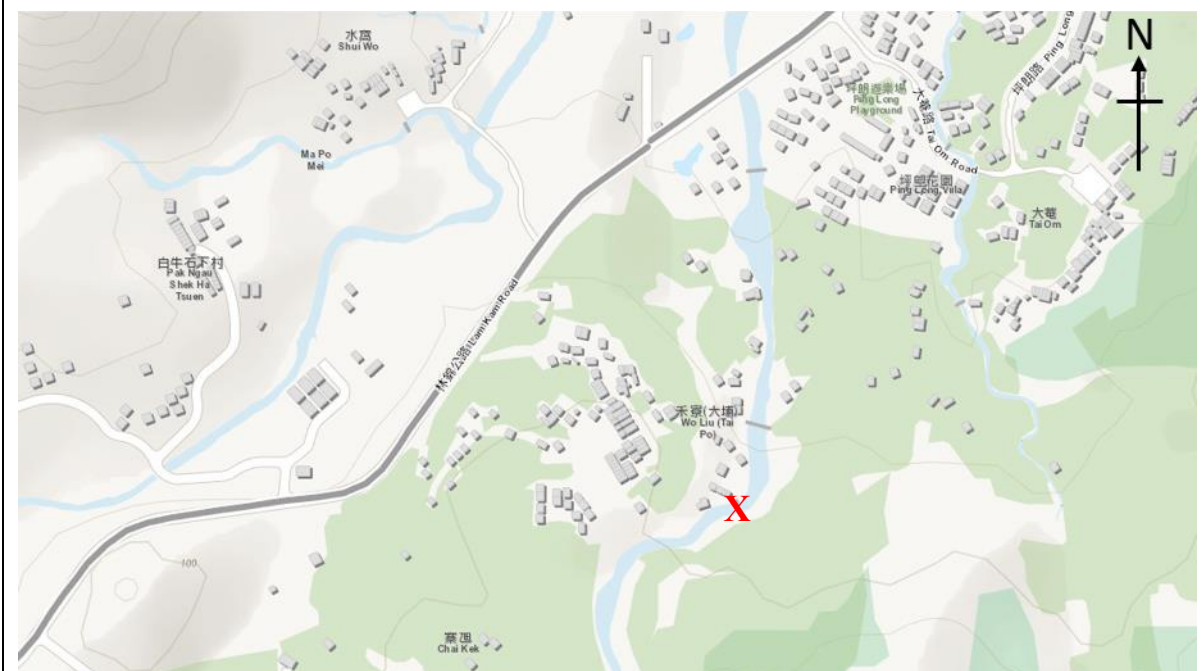 水窩
Shui Wo
N
坪朗路 Ping Long
坪朗遊樂場
Ping Long
Playground
大菴路 Tai Om Road
Ma Po
Mei
坪朗花園
Ping Long Villa
大菴
Tai Om
白牛石下村
Pak Ngau
Shek Ha
Tsuen
林錦公路 Lam Kam Road
禾寮(大埔)
Wo Liu (Tai
Po)
X
100
寨乪
Chai Kek